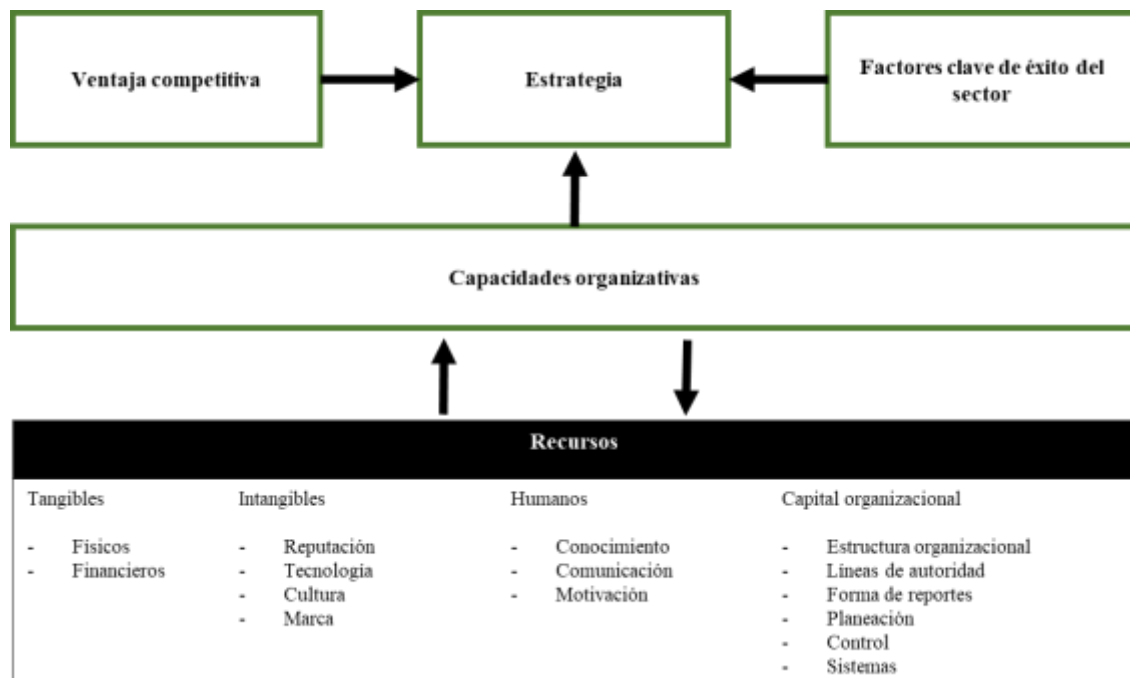 Ventaja competitiva
Estrategia
Factores clave de éxito del
sector
Capacidades organizativas
Recursos
Tangibles
- Físicos
- Financieros
Intangibles
- Reputación
- Tecnología
- Cultura
- Marca
Humanos
- Conocimiento
- Comunicación
- Motivación
Capital organizacional
- Estructura organizacional
- Líneas de autoridad
- Forma de reportes
- Planeación
- Control
- Sistemas